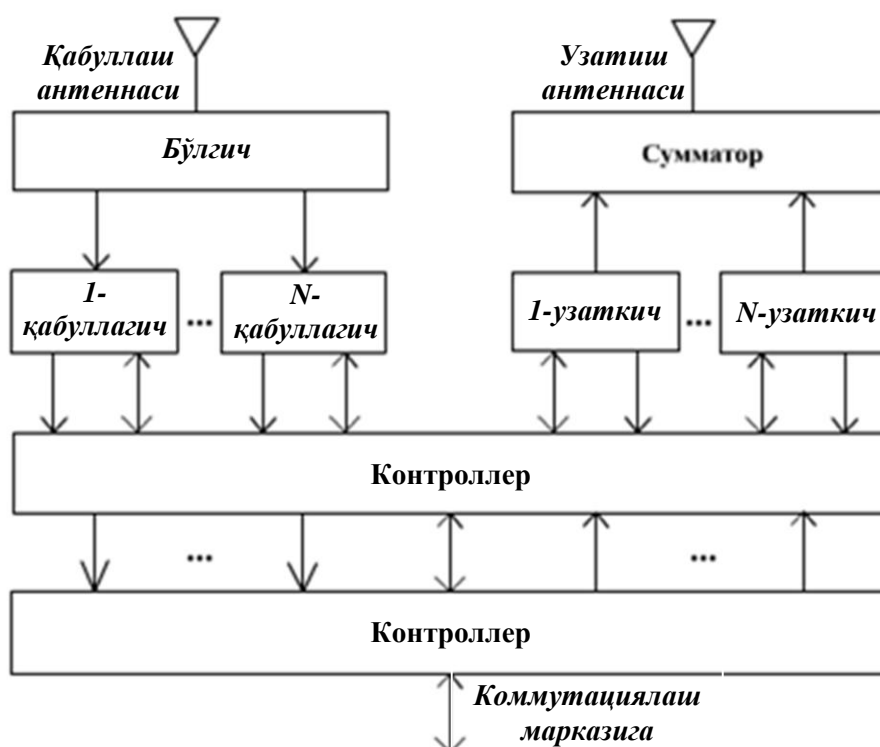 Қабуллаш
антеннаси
Узатиш
антеннаси
Бўлгич
Сумматор
1-
қабуллагич
...
N-
қабуллагич
1-узаткич
...
N-узаткич
Контроллер
...
...
Контроллер
Коммутациялаш
марказига